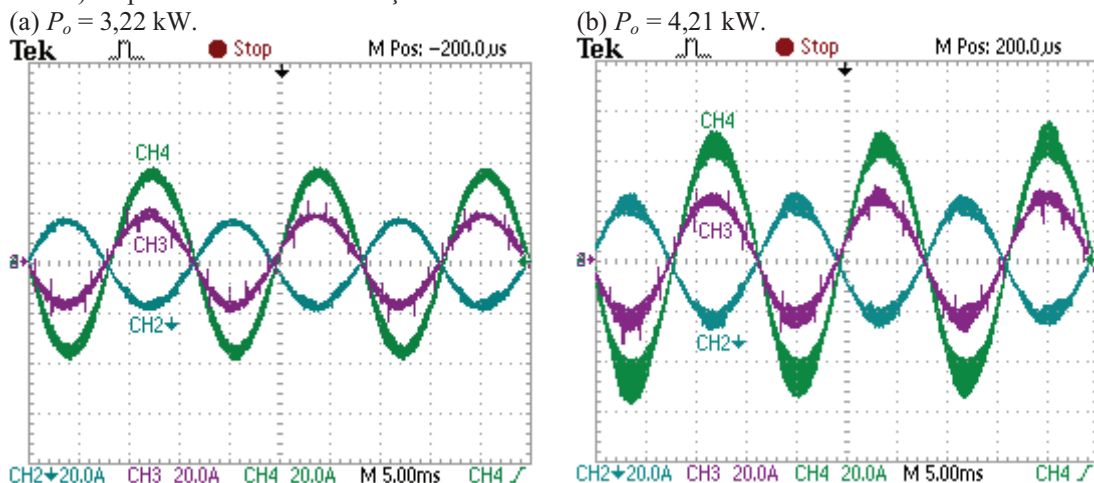 (a) Po = 3,22 kW.
(b) Po = 4,21 kW.
Tek Stop M Pos: -200.0us
CH4
CH3
CH2
CH2 20.0A CH3 20.0A CH4 20.0A M 5.00ms CH4
Tek Stop M Pos: 200.0us
CH4
CH3
CH2
CH2 20.0A CH3 20.0A CH4 20.0A M 5.00ms CH4